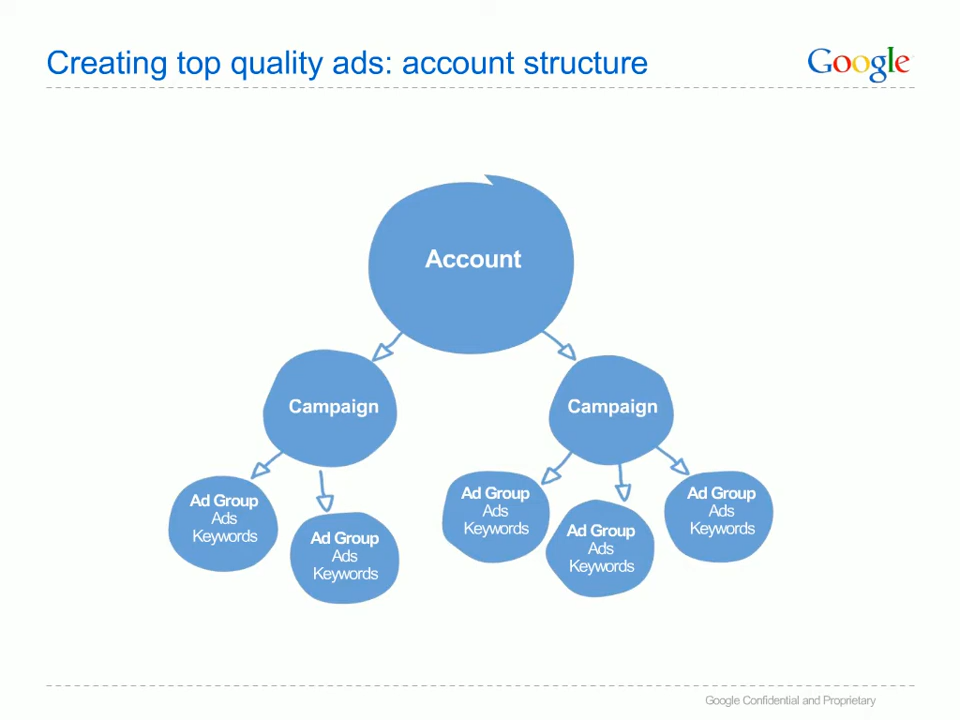 Creating top quality ads: account structure
Google
Account
Campaign
Campaign
Ad Group
Ads
Keywords
Ad Group
Ads
Keywords
Ad Group
Ads
Keywords
Ad Group
Ads
Keywords
Ad Group
Ads
Keywords
Google Confidential and Proprietary